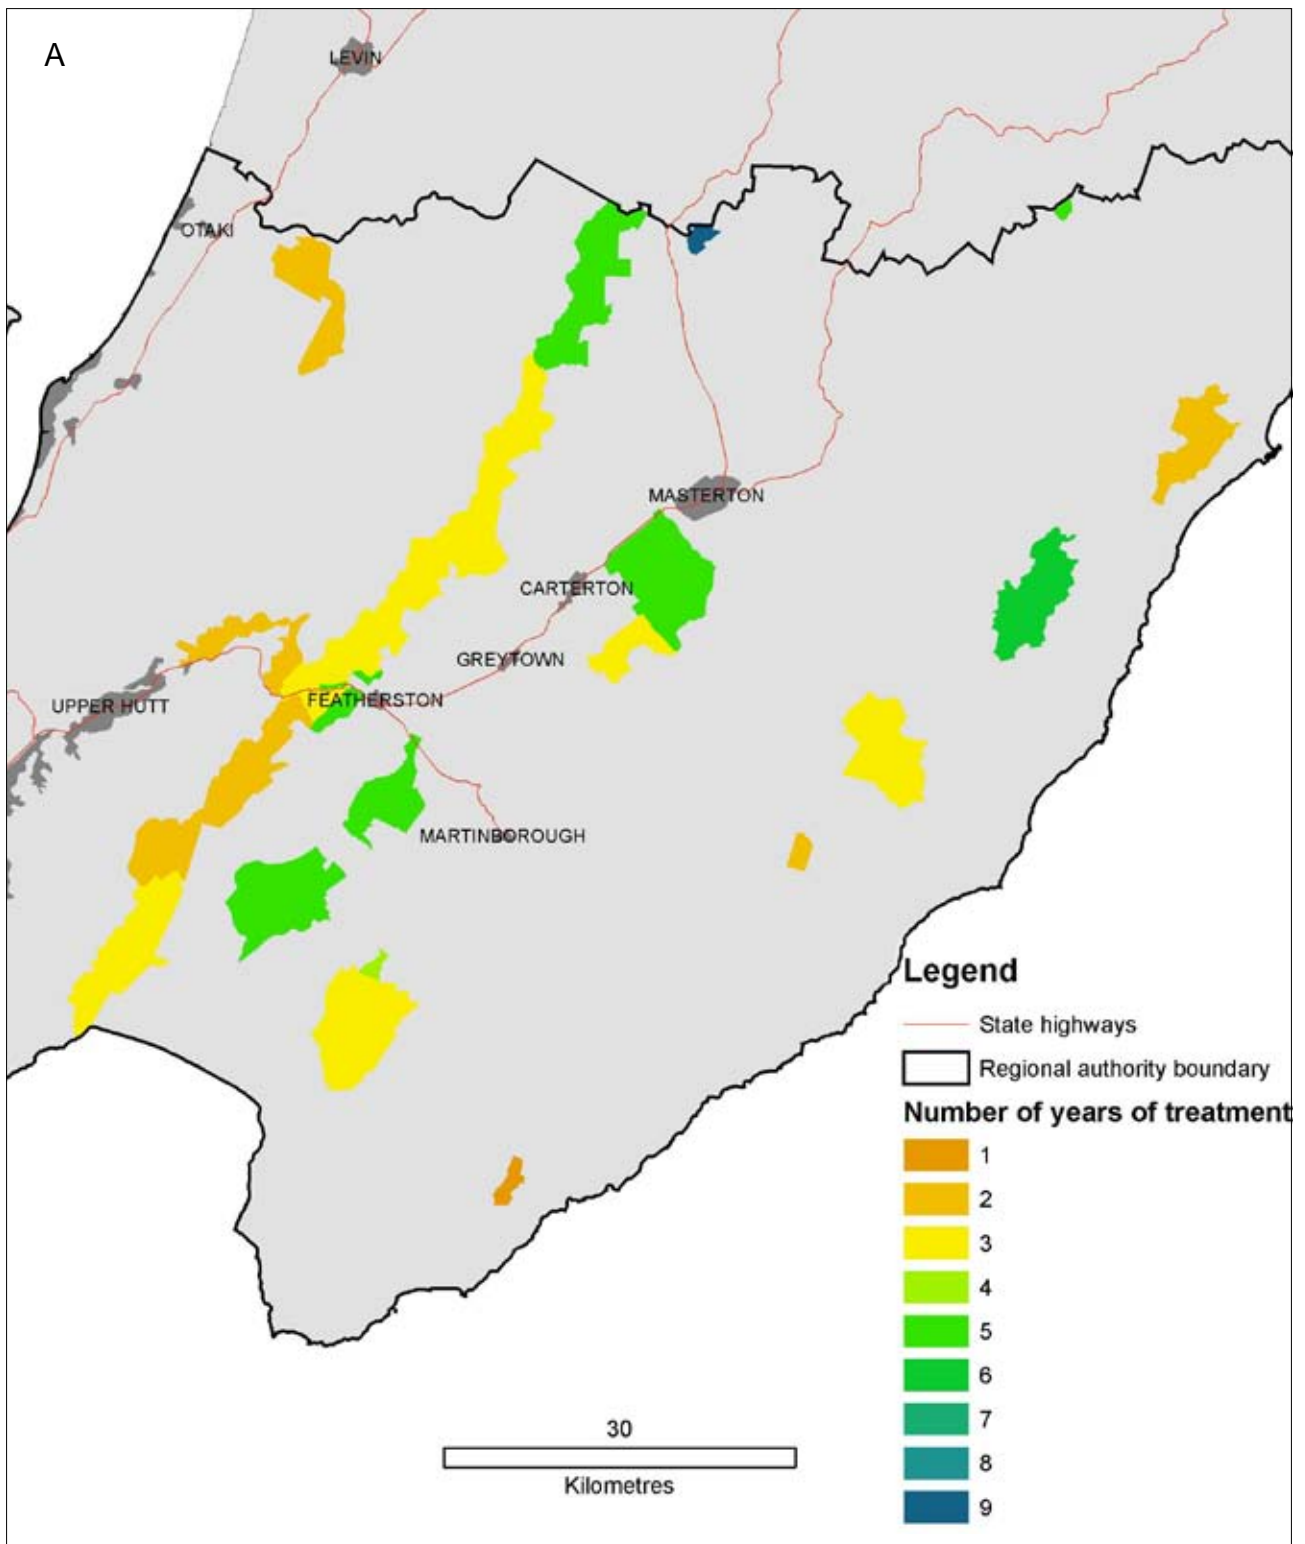 A
LEVIN
OTAKI
MASTERTON
CARTERTON
GREYTOWN
FEATHERSTON
UPPER HUTT
MARTINBOROUGH
Legend
State highways
Regional authority boundary
Number of years of treatment
1
2
3
4
5
6
7
8
9
30
Kilometres